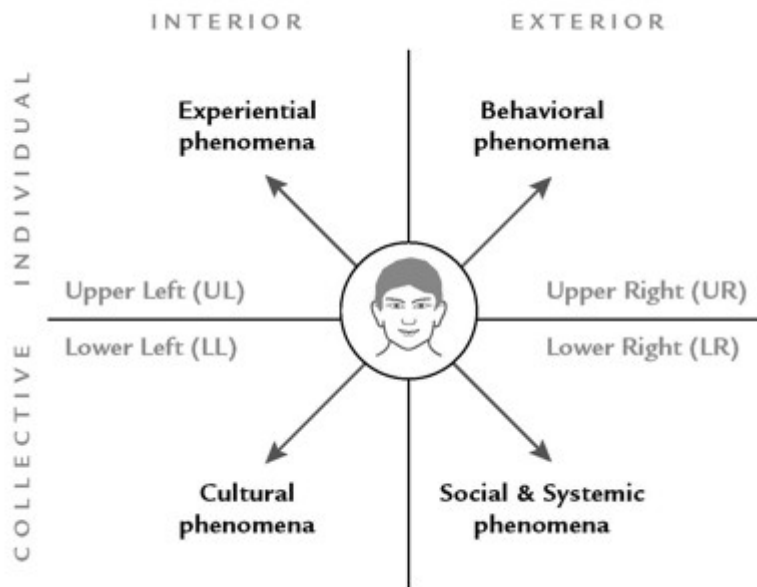 INTERIOR EXTERIOR
INDIVIDUAL
Experiential
phenomena
Behavioral
phenomena
Upper Left (UL)
Upper Right (UR)
COLLECTIVE
Lower Left (LL)
Lower Right (LR)
Cultural
phenomena
Social & Systemic
phenomena